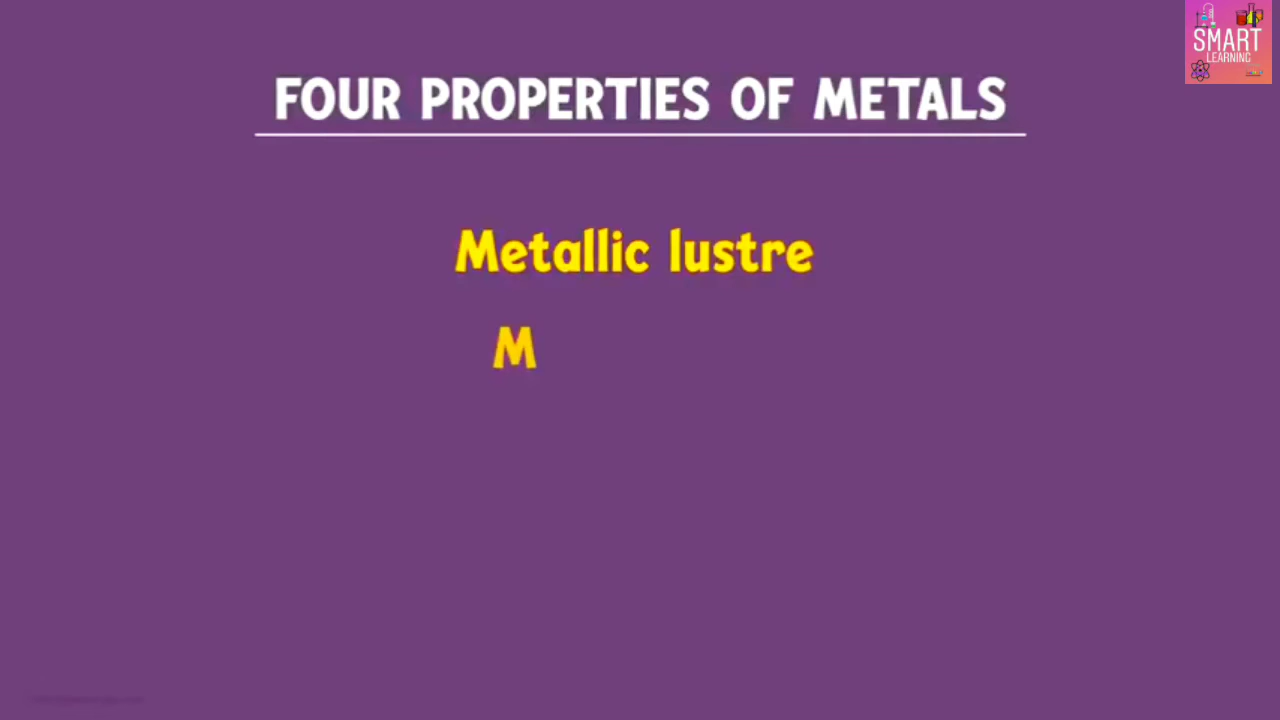 SMART
LEARNING
FOUR PROPERTIES OF METALS
Metallic lustre
M